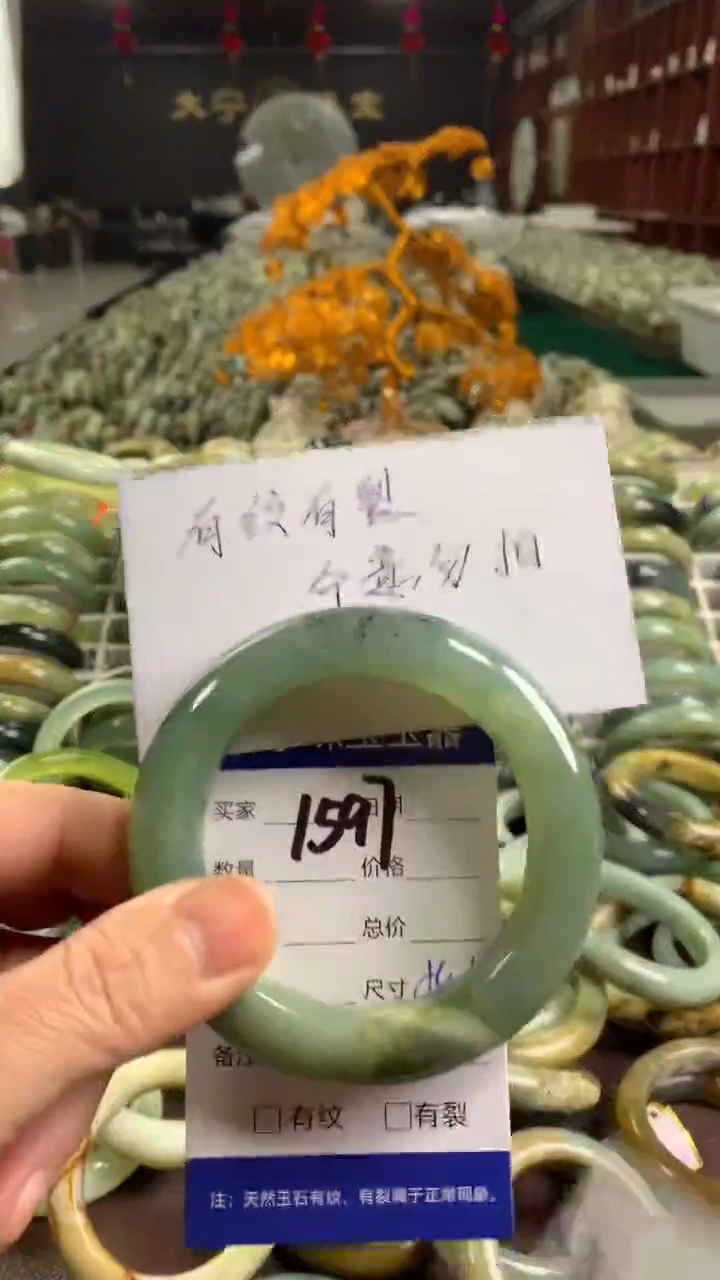 有纹有裂
介意勿拍
买家
1597
数量
价格
总价
尺寸
备注
□有纹 □有裂
注：天然玉石有纹、有裂属于正常现象。